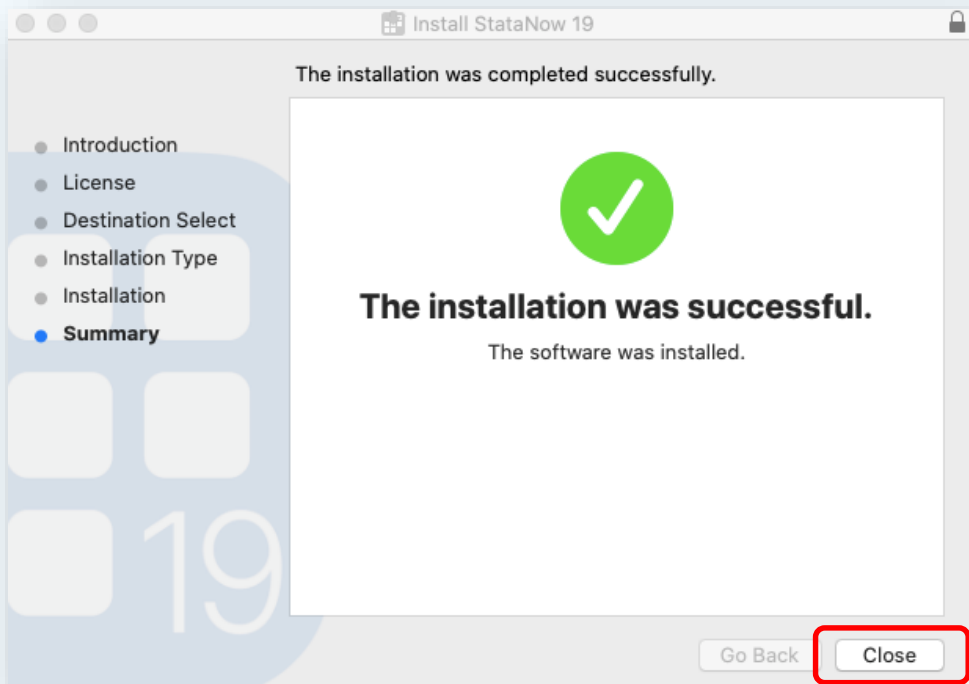 Install StataNow 19
The installation was completed successfully.
Introduction
License
Destination Select
Installation Type
Installation
Summary
The installation was successful.
The software was installed.
19
Go Back
Close